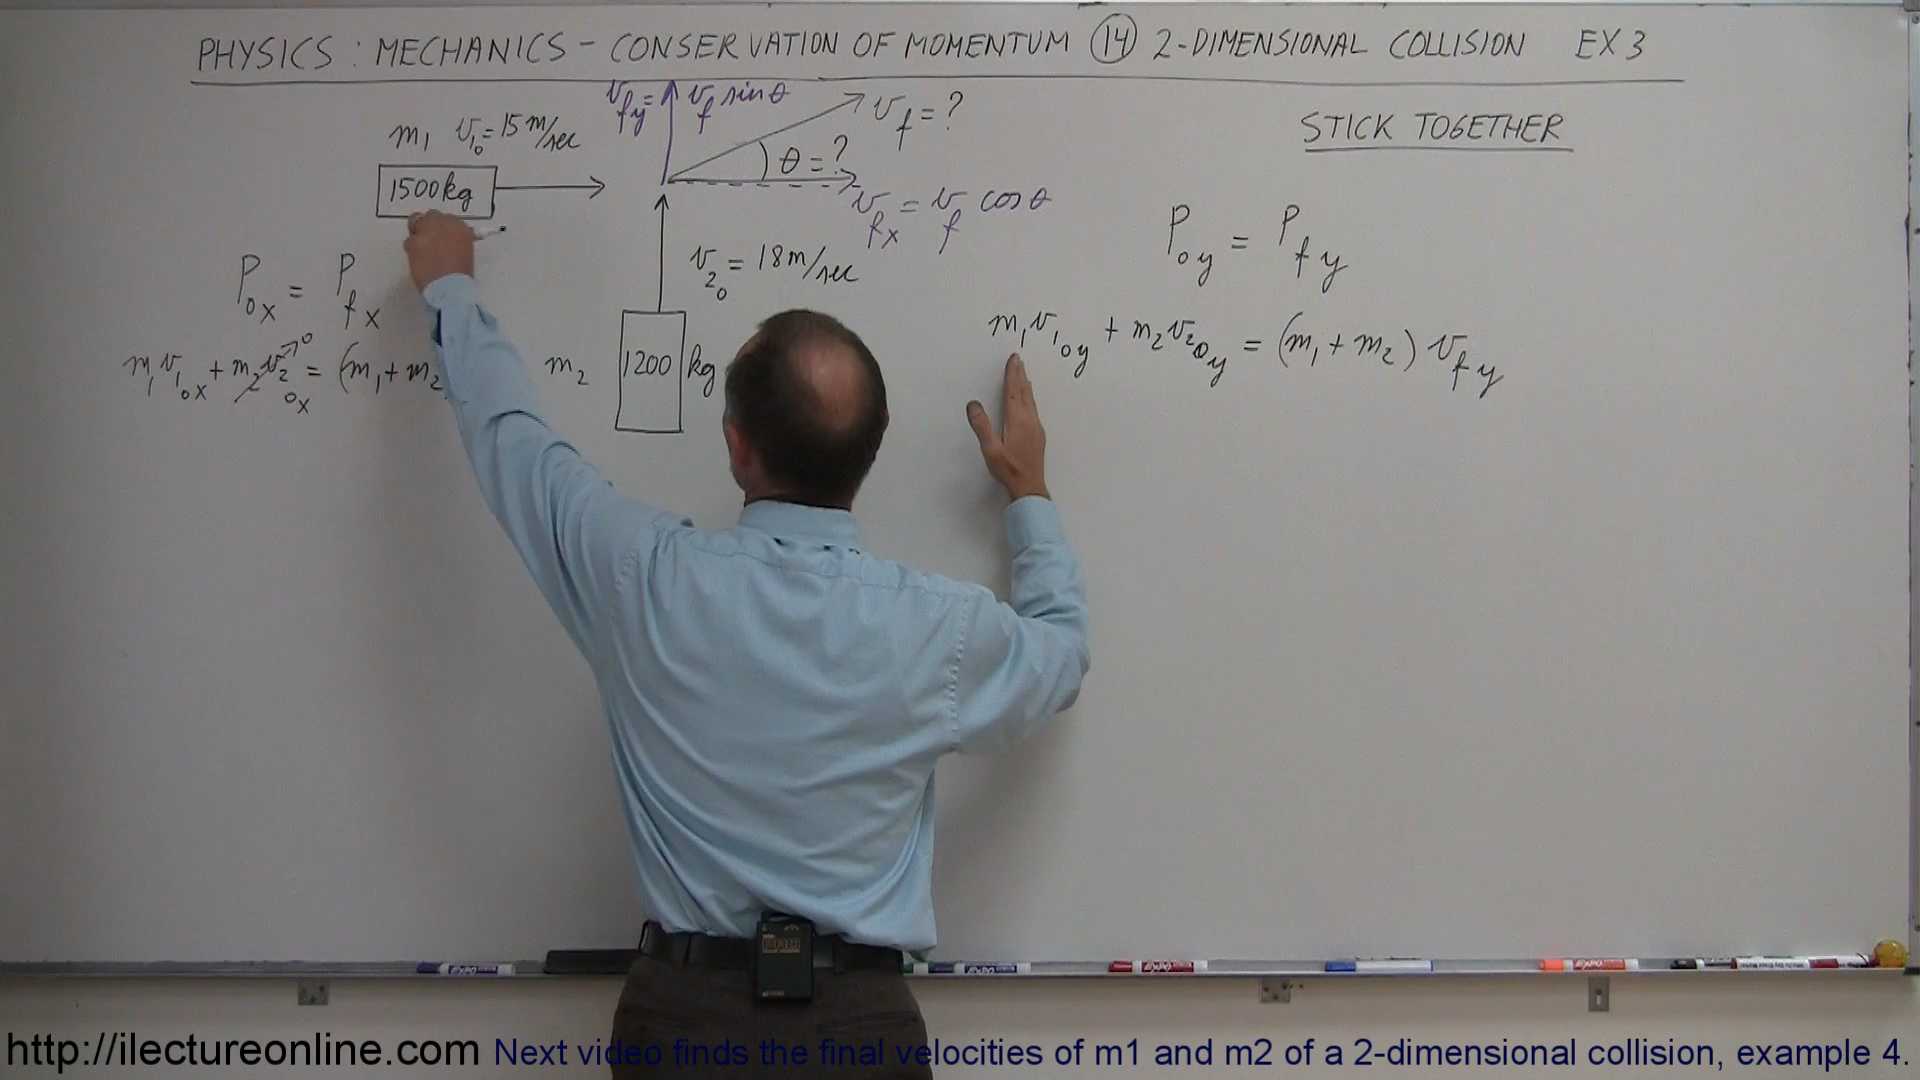 PHYSICS : MECHANICS - CONSERVATION OF MOMENTUM (14) 2-DIMENSIONAL COLLISION EX 3
STICK TOGETHER
m₁ v₁₀ = 15 m/sec
1500 kg
v_fy = v_f sin θ
v_f = ?
θ = ?
v_fx = v_f cos θ
v₂₀ = 18 m/sec
m₂ 1200 kg
P_ox = P_fx
m₁v₁ox + m₂v₂ox → 0 = (m₁ + m₂
P_oy = P_fy
m₁v₁oy + m₂v₂oy = (m₁ + m₂) v_fy
http://ilectureonline.com Next video finds the final velocities of m1 and m2 of a 2-dimensional collision, example 4.